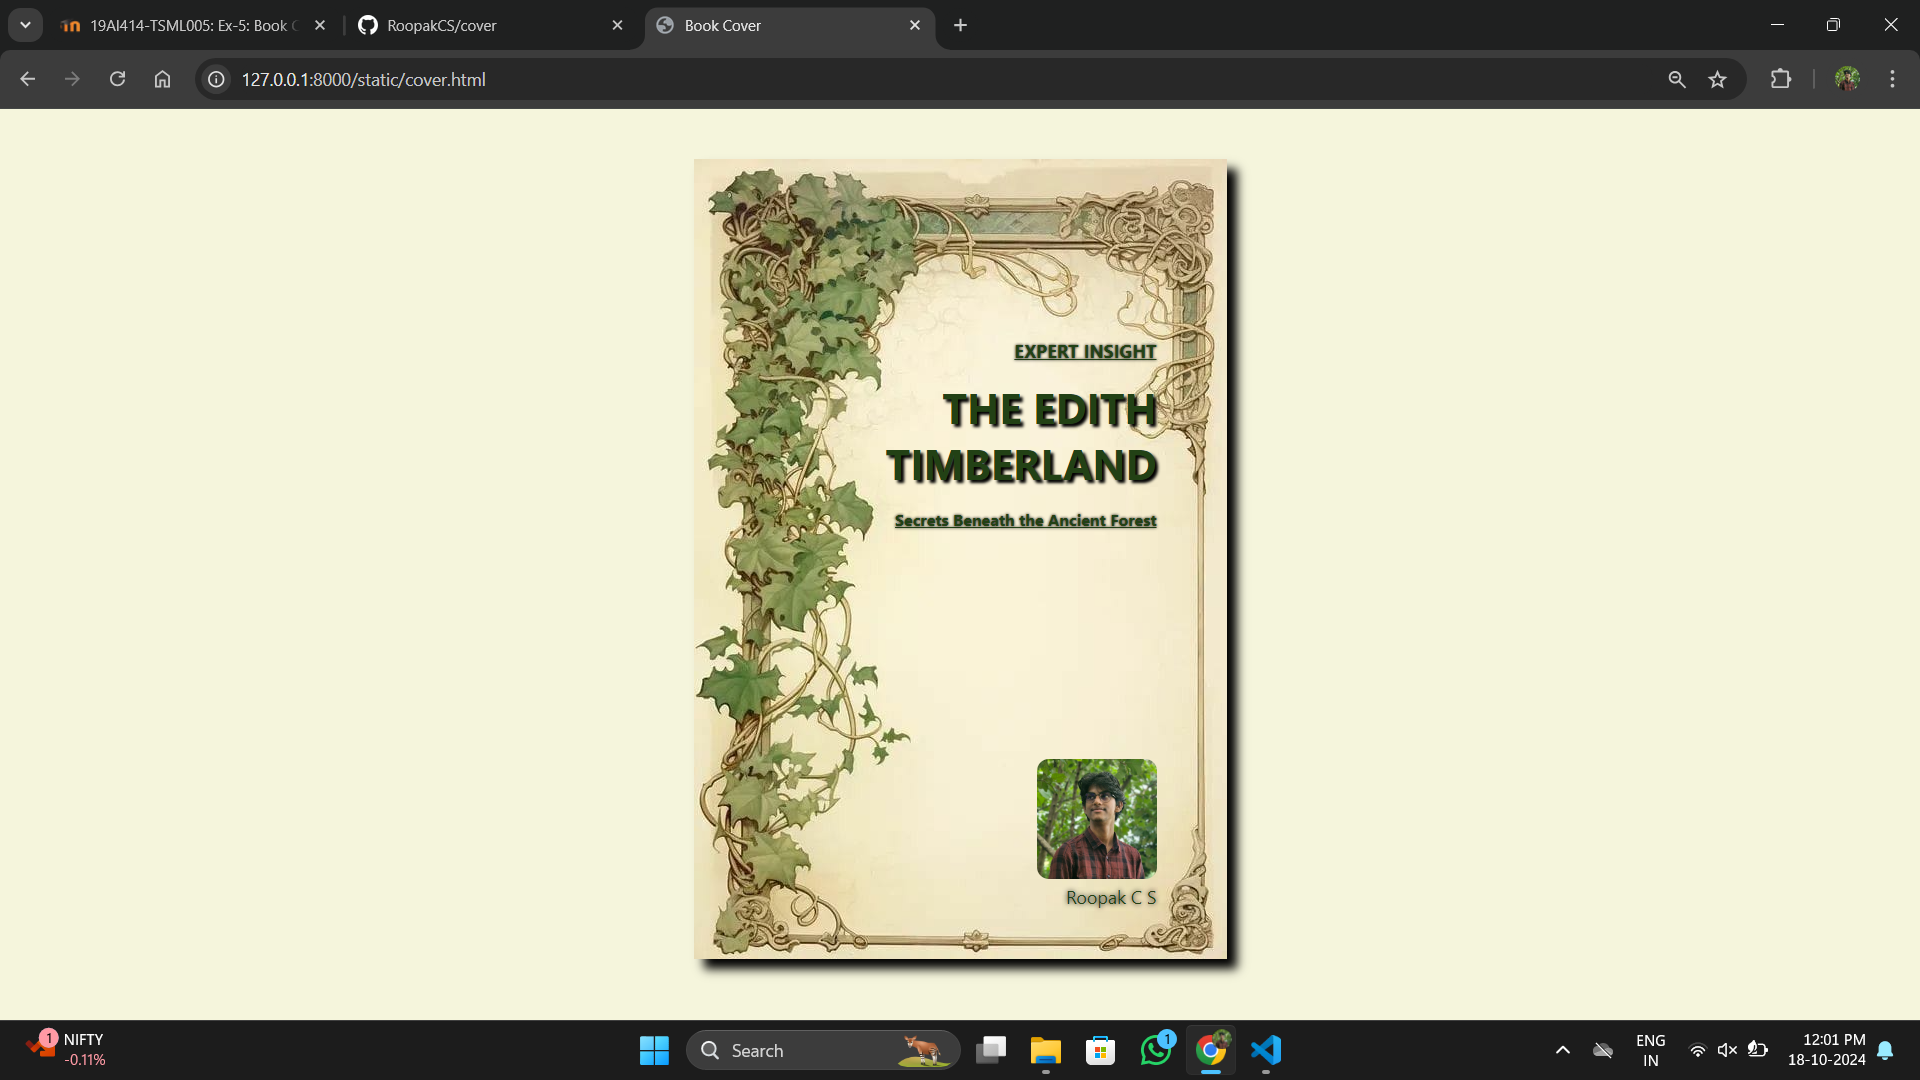 19AI414-TSML005: Ex-5: Book C
RoopakCS/cover
Book Cover
127.0.0.1:8000/static/cover.html
EXPERT INSIGHT
THE EDITH
TIMBERLAND
Secrets Beneath the Ancient Forest
Roopak C S
1
NIFTY
-0.11%
Search
1
ENG
IN
12:01 PM
18-10-2024